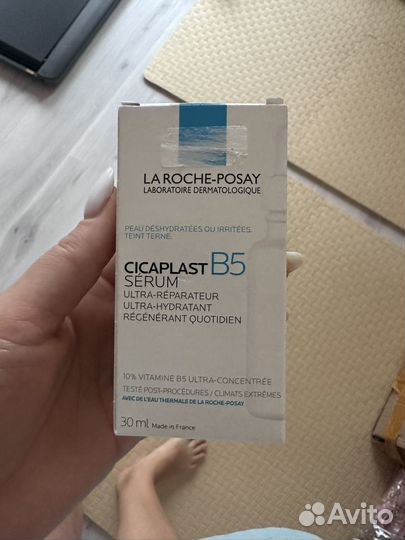 LA ROCHE-POSAY
LABORATOIRE DERMATOLOGIQUE
PEAU DÉSHYDRATÉES OU IRRITÉES.
TEINT TERNE.
CICAPLAST B5
SERUM
ULTRA-RÉPARATEUR
ULTRA-HYDRATANT
RÉGÉNÉRANT QUOTIDIEN
10% VITAMINE B5 ULTRA-CONCENTRÉE
TESTÉ POST-PROCÉDURES / CLIMATS EXTRÊMES
AVEC DE L'EAU THERMALE DE LA ROCHE-POSAY
30 ml Made in France
Avito